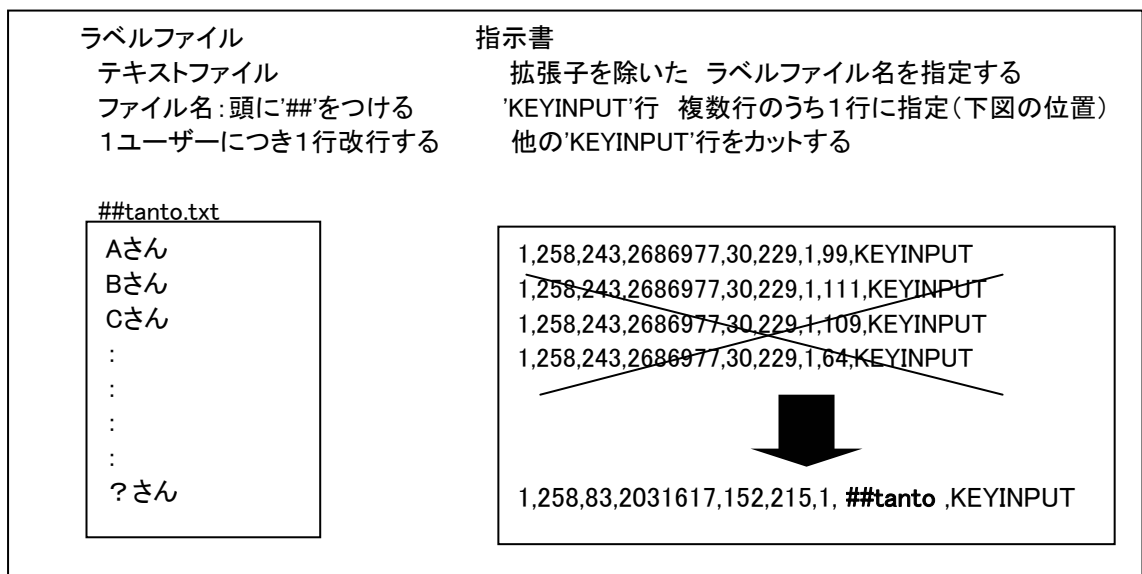 ラベルファイル
テキストファイル
ファイル名:頭に'##'をつける
1ユーザーにつき1行改行する
指示書
拡張子を除いた ラベルファイル名を指定する
'KEYINPUT'行 複数行のうち1行に指定(下図の位置)
他の'KEYINPUT'行をカットする
##tanto.txt
Aさん
Bさん
Cさん
:
:
:
:
?さん
1,258,243,2686977,30,229,1,99,KEYINPUT
1,258,243,2686977,30,229,1,111,KEYINPUT
1,258,243,2686977,30,229,1,109,KEYINPUT
1,258,243,2686977,30,229,1,64,KEYINPUT
1,258,83,2031617,152,215,1, ##tanto ,KEYINPUT